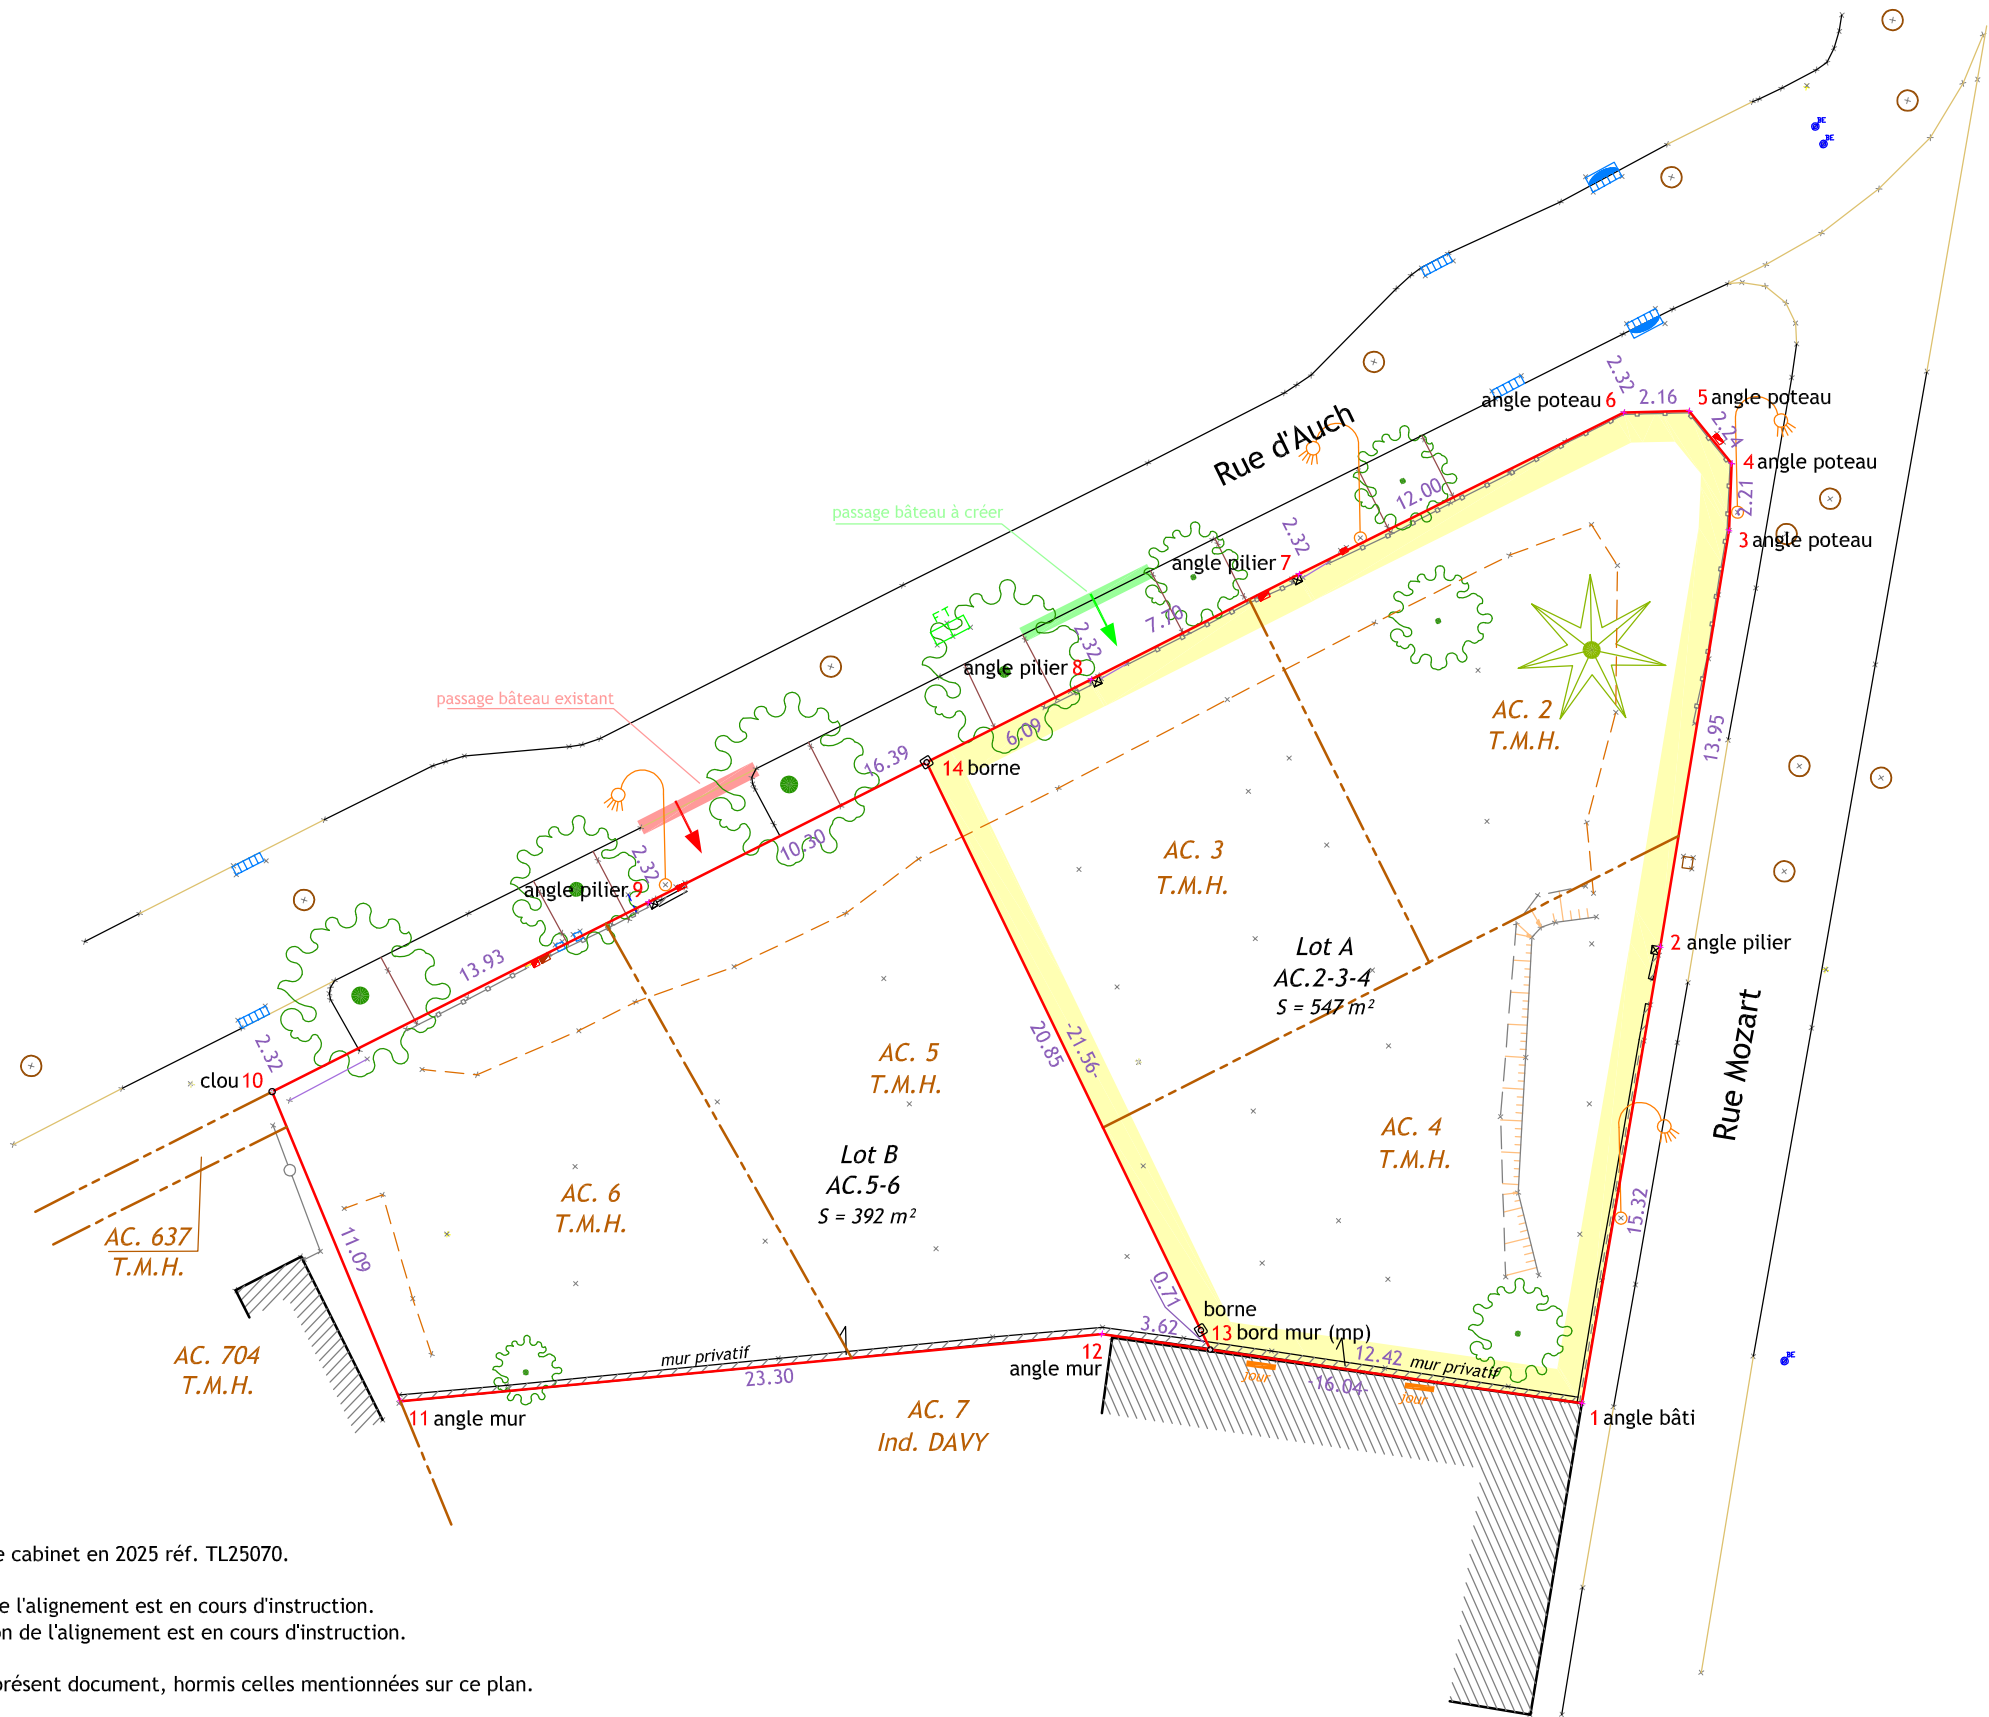 BE
BE
2.32
2.16
angle poteau 6
5 angle poteau
2.24
Rue d'Auch
4 angle poteau
12.00
2.21
passage bâteau à créer
2.32
3 angle poteau
angle pilier 7
FT
7.70
2.32
angle pilier 8
passage bâteau existant
AC. 2
T.M.H.
6.09
13.95
16.39
14 borne
10.30
AC. 3
T.M.H.
2.32
angle pilier 9
2 angle pilier
13.93
Lot A
AC.2-3-4
S = 547 m²
2.32
20.85
-21.56-
AC. 5
T.M.H.
Rue Mozart
clou 10
AC. 4
T.M.H.
Lot B
AC.5-6
S = 392 m²
AC. 6
T.M.H.
15.32
AC. 637
T.M.H.
11.09
0.71
borne
3.62
13 bord mur (mp)
12
angle mur
mur privatif
12.42
mur privatif
BE
AC. 704
T.M.H.
23.30
jour
-16.04-
jour
11 angle mur
AC. 7
Ind. DAVY
1 angle bâti
e cabinet en 2025 réf. TL25070.
e l'alignement est en cours d'instruction.
on de l'alignement est en cours d'instruction.
présent document, hormis celles mentionnées sur ce plan.